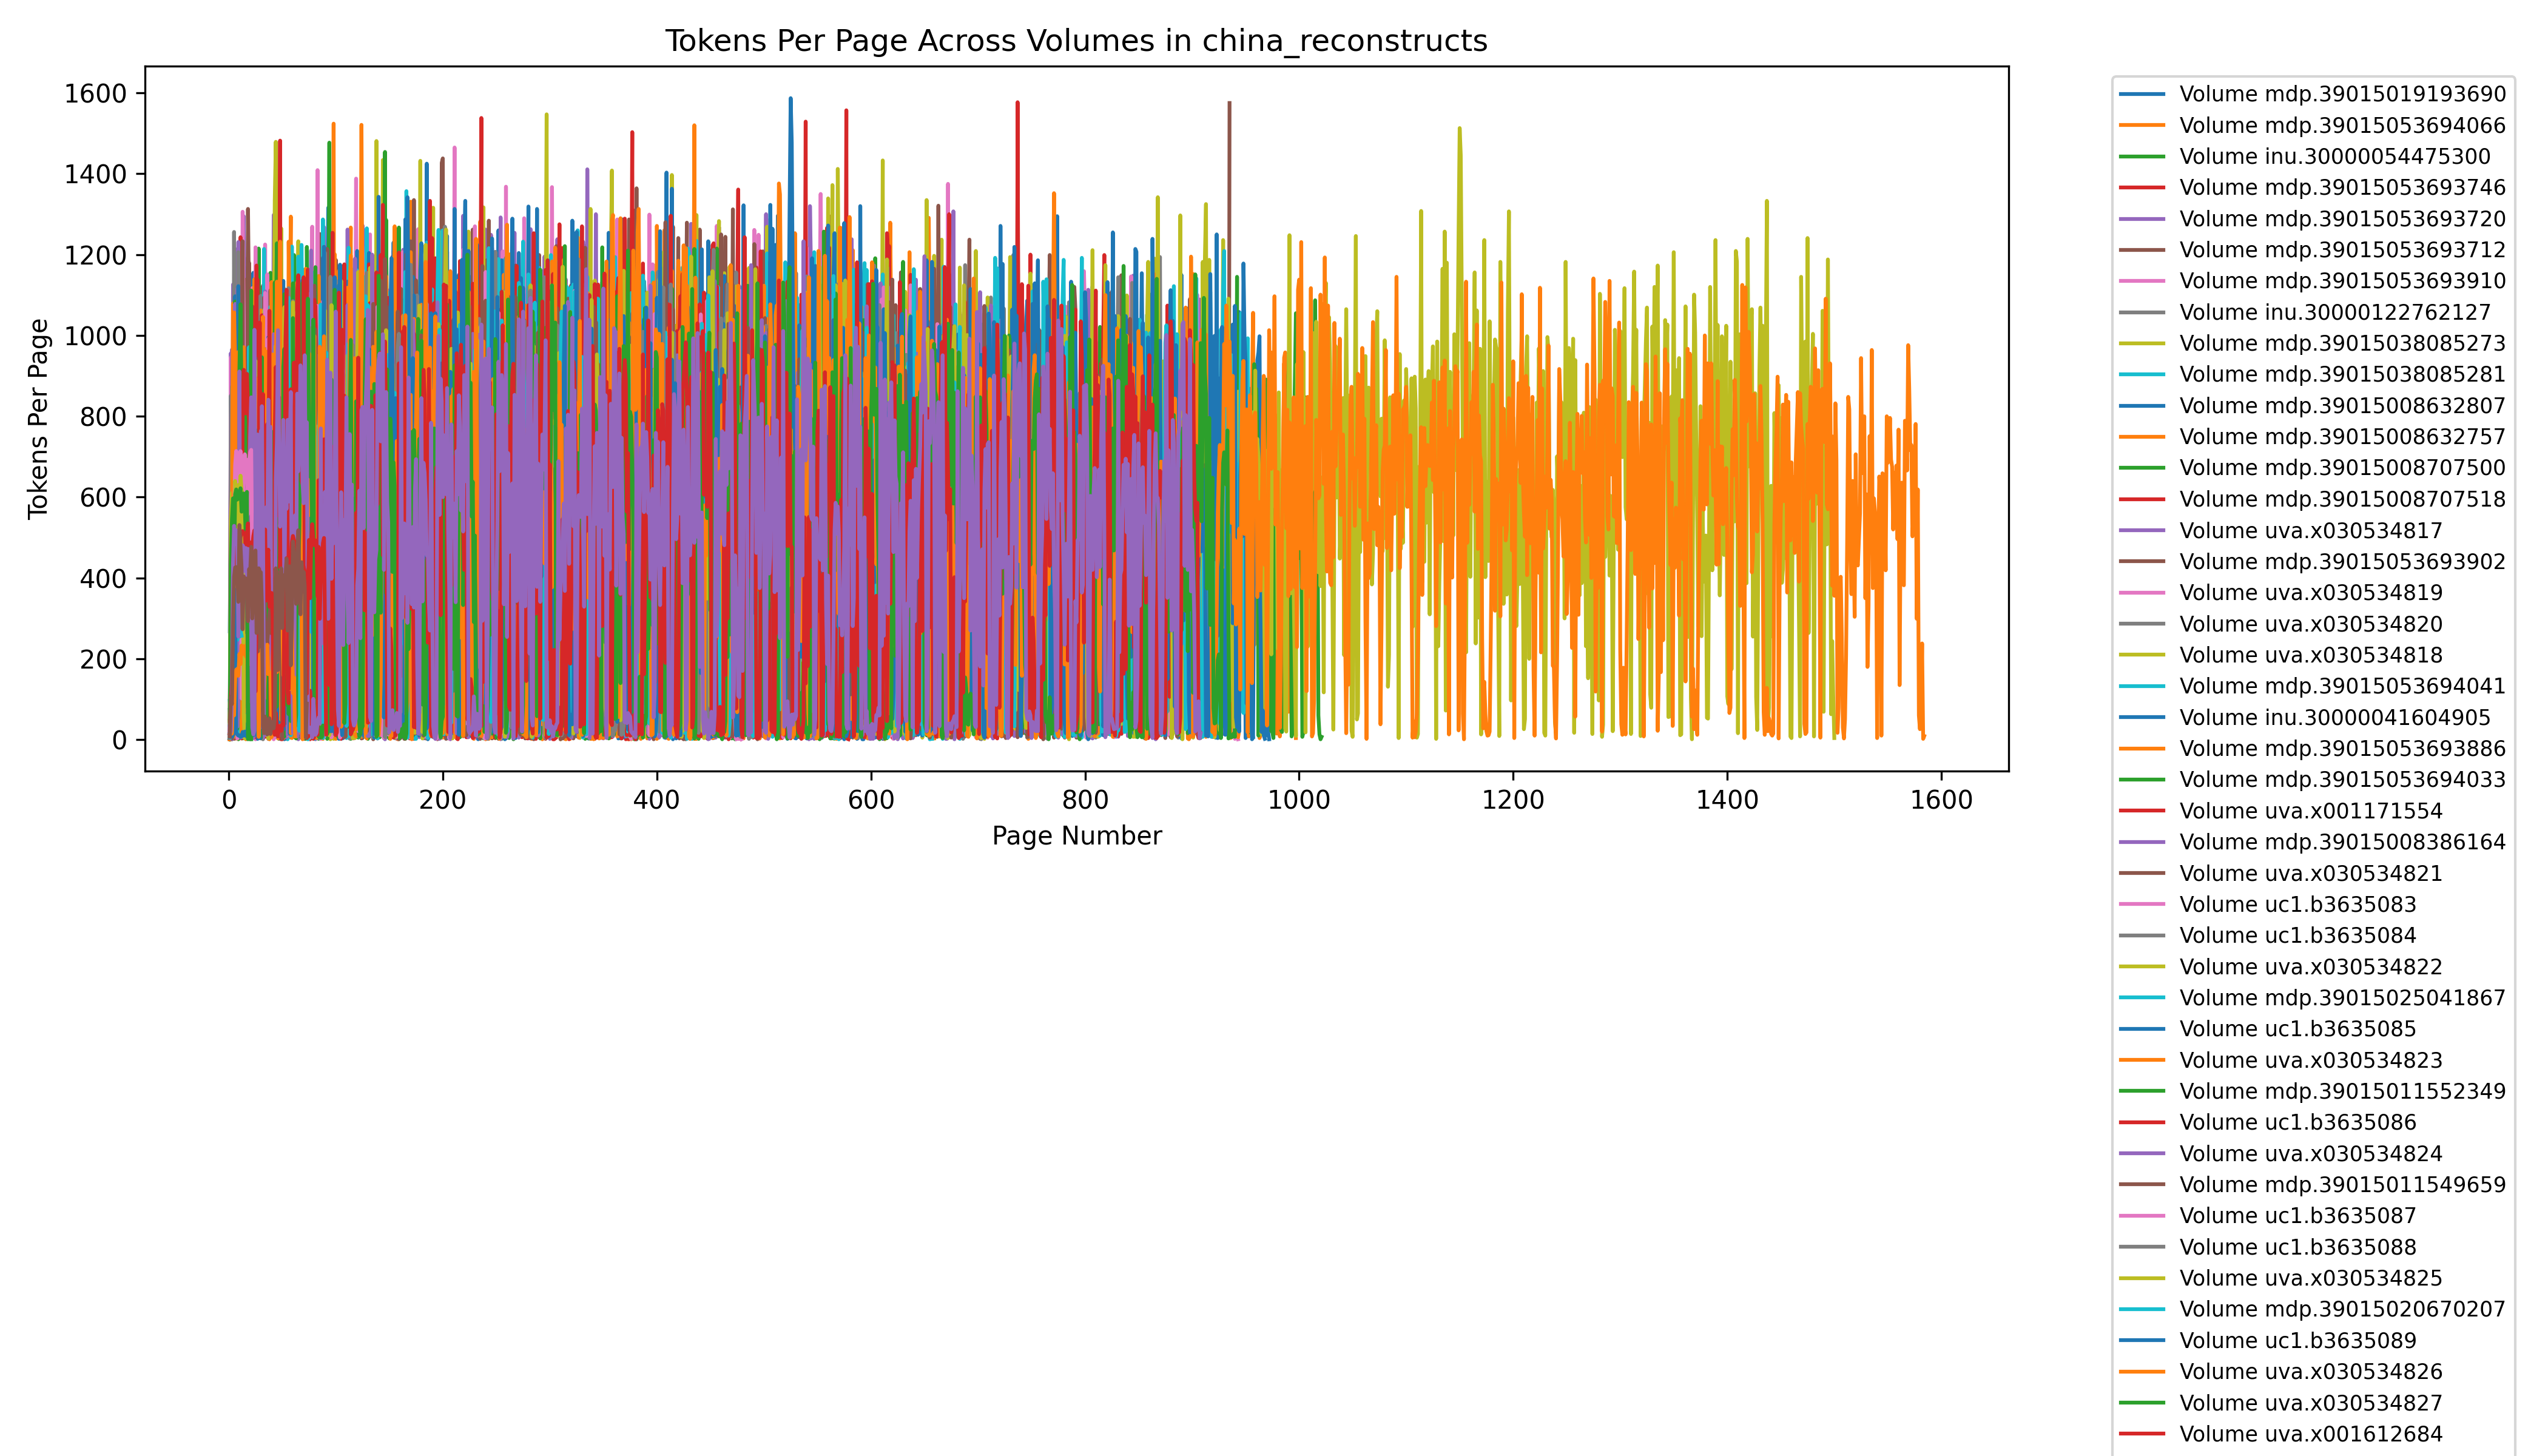 Tokens Per Page Across Volumes in china_reconstructs
Tokens Per Page
1600
1400
1200
1000
800
600
400
200
0
0 200 400 600 800 1000 1200 1400 1600
Page Number
Volume mdp.39015019193690
Volume mdp.39015053694066
Volume inu.30000054475300
Volume mdp.39015053693746
Volume mdp.39015053693720
Volume mdp.39015053693712
Volume mdp.39015053693910
Volume inu.30000122762127
Volume mdp.39015038085273
Volume mdp.39015038085281
Volume mdp.39015008632807
Volume mdp.39015008632757
Volume mdp.39015008707500
Volume mdp.39015008707518
Volume uva.x030534817
Volume mdp.39015053693902
Volume uva.x030534819
Volume uva.x030534820
Volume uva.x030534818
Volume mdp.39015053694041
Volume inu.30000041604905
Volume mdp.39015053693886
Volume mdp.39015053694033
Volume uva.x001171554
Volume mdp.39015008386164
Volume uva.x030534821
Volume uc1.b3635083
Volume uc1.b3635084
Volume uva.x030534822
Volume mdp.39015025041867
Volume uc1.b3635085
Volume uva.x030534823
Volume mdp.39015011552349
Volume uc1.b3635086
Volume uva.x030534824
Volume mdp.39015011549659
Volume uc1.b3635087
Volume uc1.b3635088
Volume uva.x030534825
Volume mdp.39015020670207
Volume uc1.b3635089
Volume uva.x030534826
Volume uva.x030534827
Volume uva.x001612684